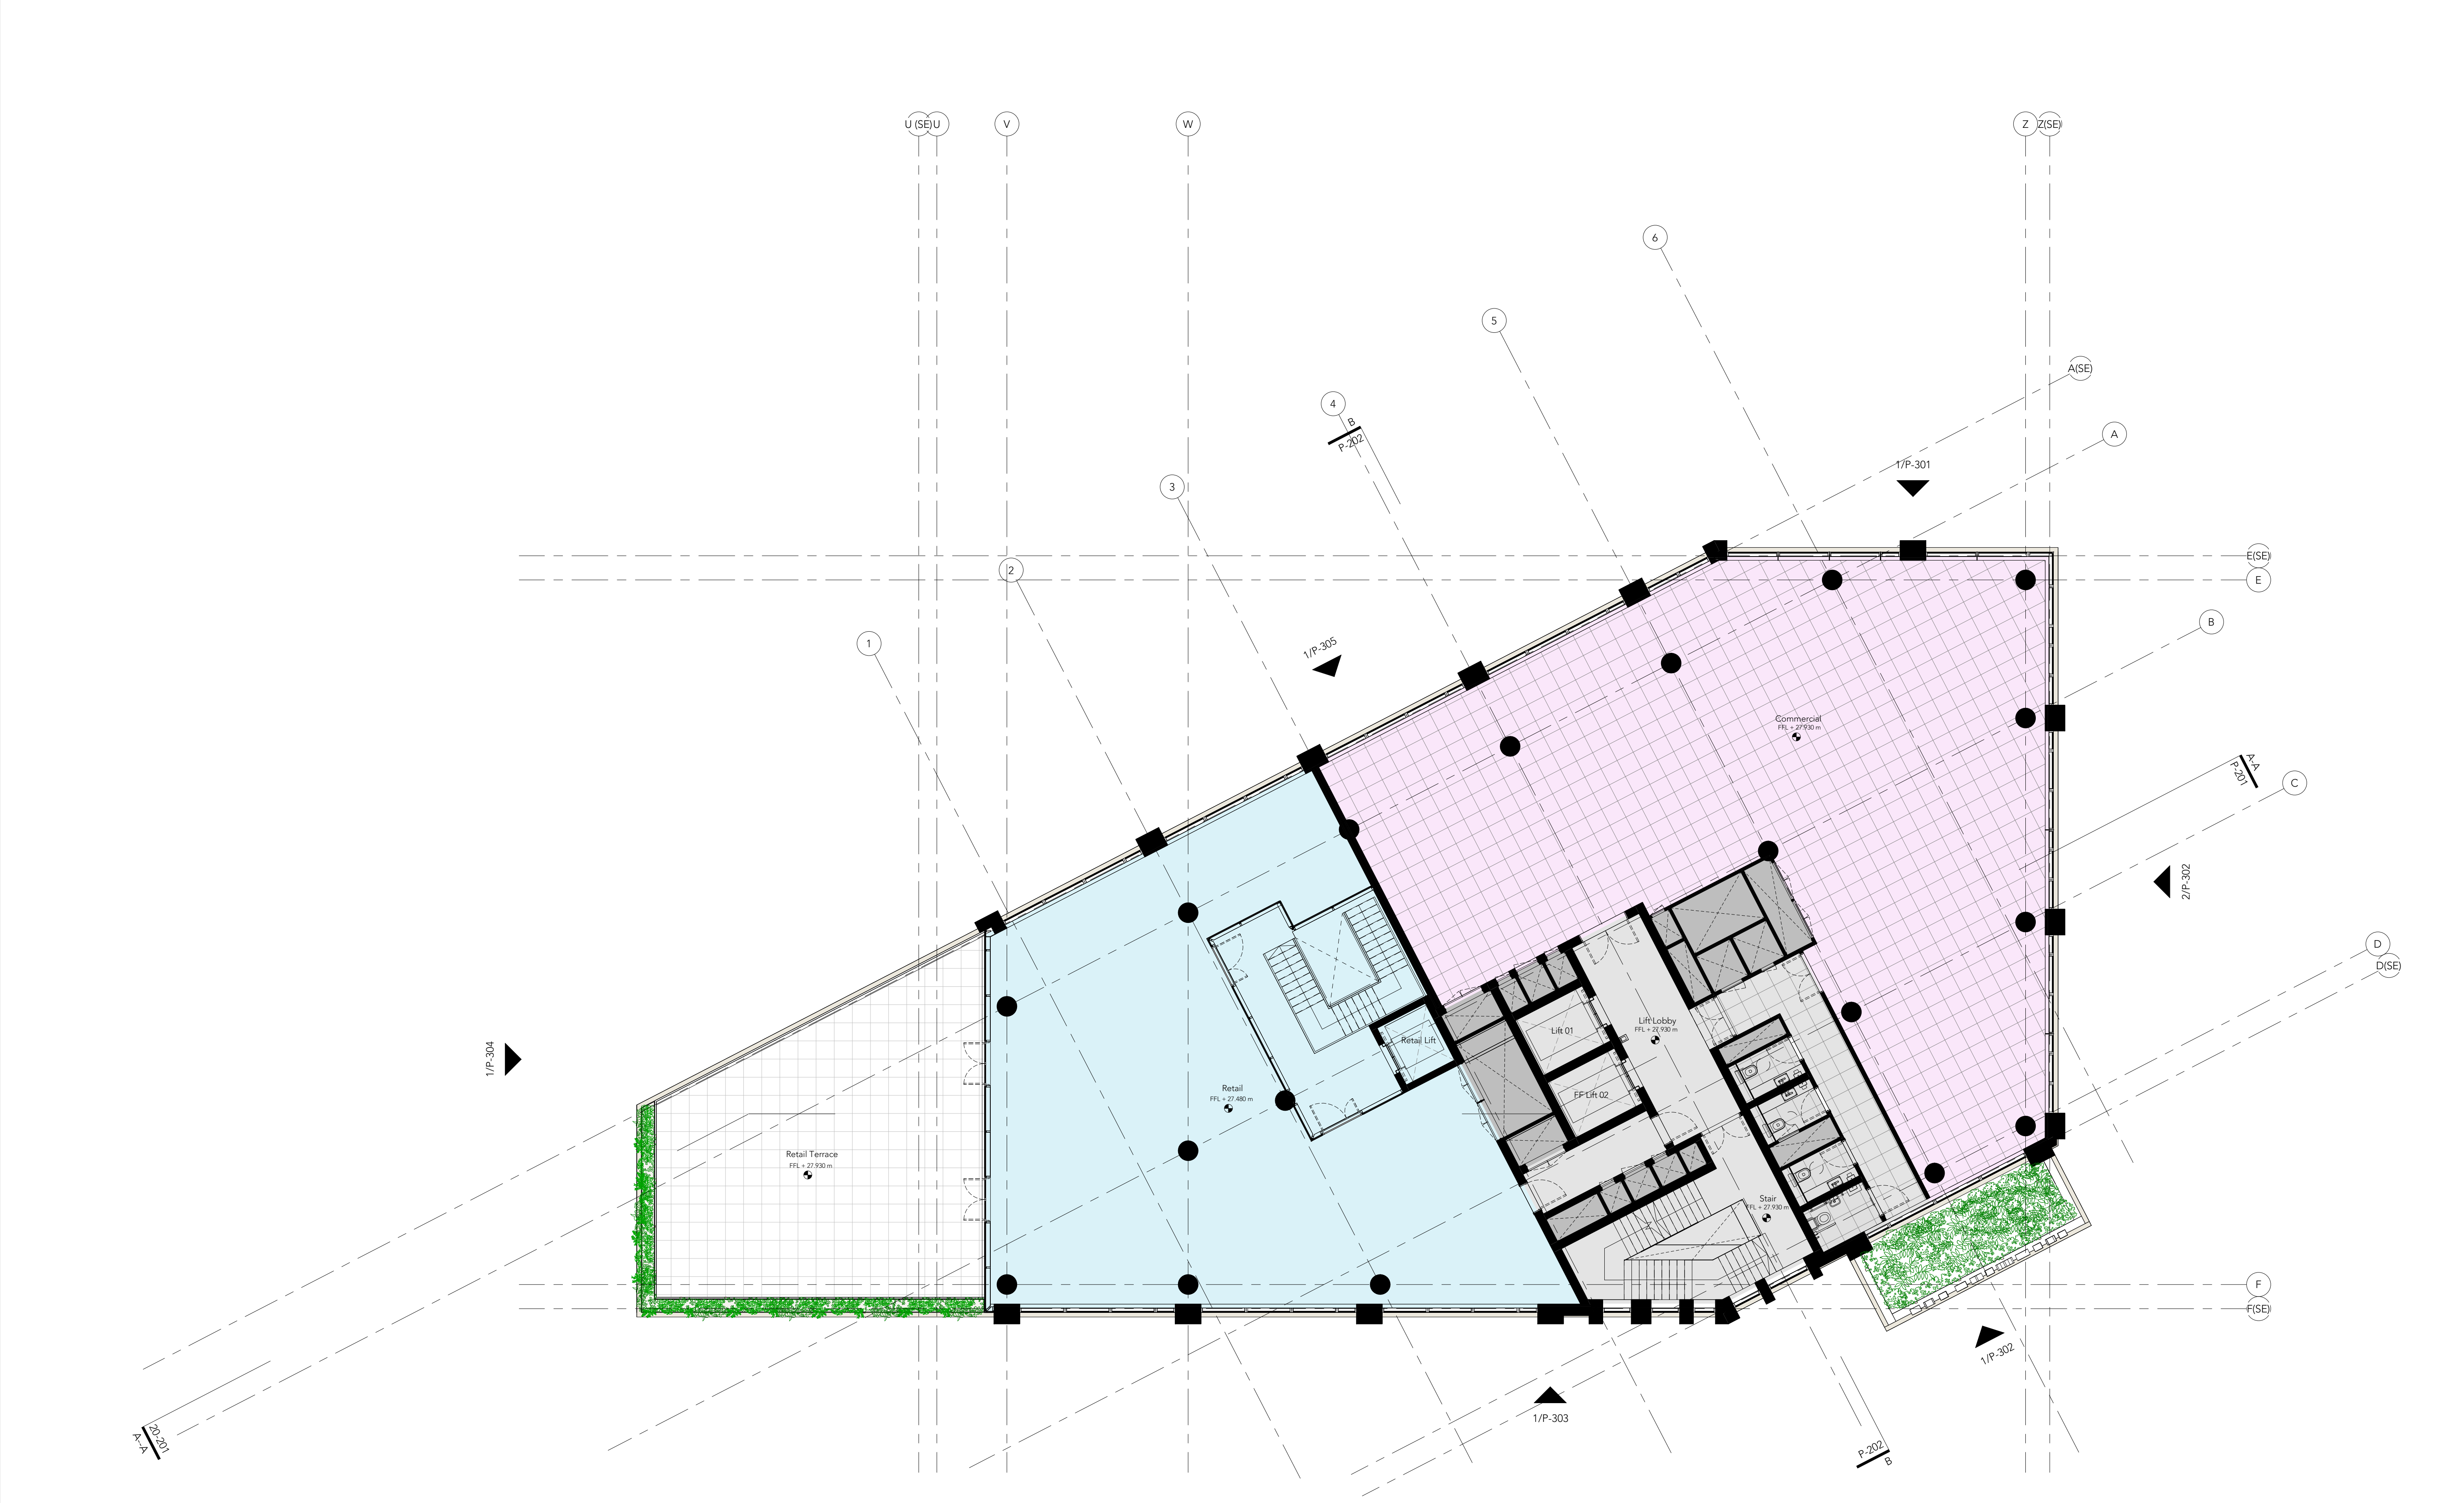 U (SE)
U
V
W
Z
Z(SE)
6
5
A(SE)
4
B
P-202
A
1/P-301
3
E(SE)
2
E
B
1
1/P-305
Commercial
FFL + 27.930 m
A-A
P-201
C
2/P-302
D
D(SE)
Lift 01
Lift Lobby
FFL + 27.930 m
Retail Lift
1/P-304
Retail
FFL + 27.480 m
FF Lift 02
Retail Terrace
FFL + 27.930 m
Stair
FFL + 27.930 m
F
F(SE)
1/P-302
1/P-303
20-201
A-A
P-202
B